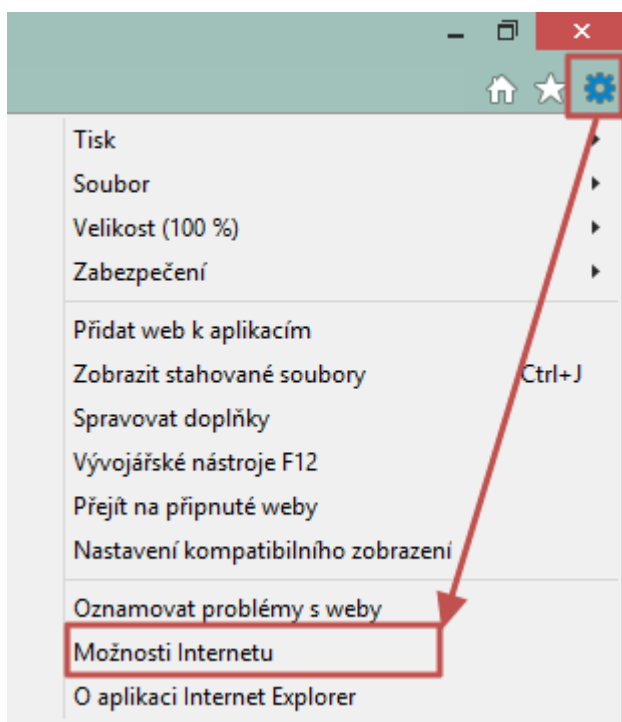 Tisk
Soubor
Velikost (100 %)
Zabezpečení
Přidat web k aplikacím
Zobrazit stahované soubory Ctrl+J
Spravovat doplňky
Vývojářské nástroje F12
Přejít na připnuté weby
Nastavení kompatibilního zobrazení
Oznamovat problémy s weby
Možnosti Internetu
O aplikaci Internet Explorer